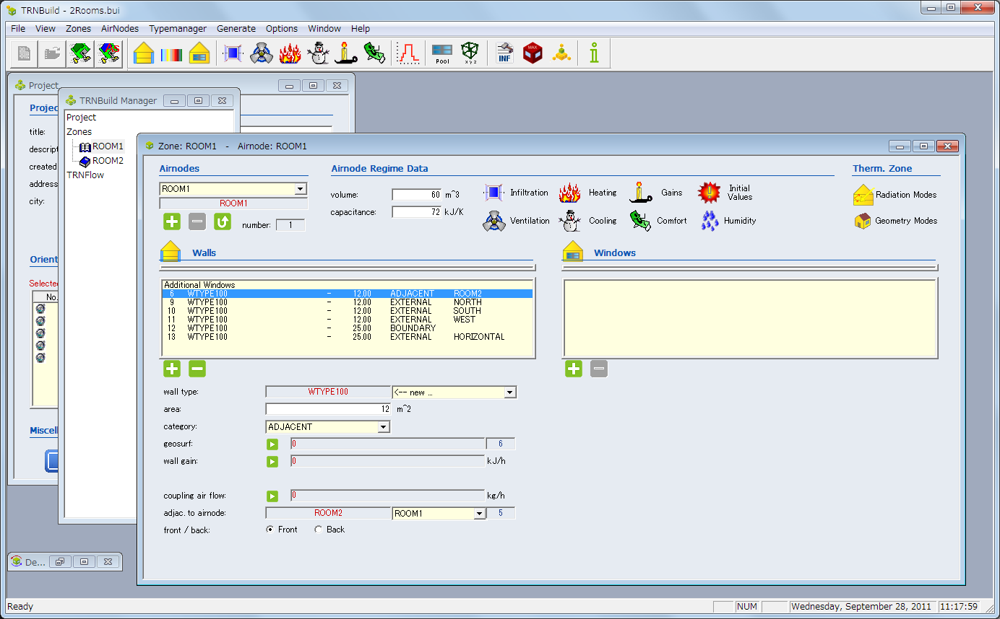 TRNBuild - 2Rooms.bui
File View Zones AirNodes Typemanager Generate Options Window Help
Pool
x y z
INF
MAX
i
Project
Projec
title:
descript
created
address
city:
Orient
Selected
No.
Miscell
TRNBuild Manager
Project
Zones
ROOM1
ROOM2
TRNFlow
Zone: ROOM1 - Airnode: ROOM1
Airnodes
ROOM1
ROOM1
number: 1
Airnode Regime Data
volume: 60 m^3
capacitance: 72 kJ/K
Infiltration Heating Gains Initial Values
Ventilation Cooling Comfort Humidity
Therm. Zone
Radiation Modes
Geometry Modes
Walls
Additional Windows
6 WTYPE100 - 12.00 ADJACENT ROOM2
9 WTYPE100 - 12.00 EXTERNAL NORTH
10 WTYPE100 - 12.00 EXTERNAL SOUTH
11 WTYPE100 - 12.00 EXTERNAL WEST
12 WTYPE100 - 25.00 BOUNDARY
13 WTYPE100 - 25.00 EXTERNAL HORIZONTAL
Windows
wall type: WTYPE100 <-- new ...
area: 12 m^2
category: ADJACENT
geosurf: 0 6
wall gain: 0 kJ/h
coupling air flow: 0 kg/h
adjac. to airnode: ROOM2 ROOM1 5
front / back: Front Back
De...
Ready NUM Wednesday, September 28, 2011 11:17:59